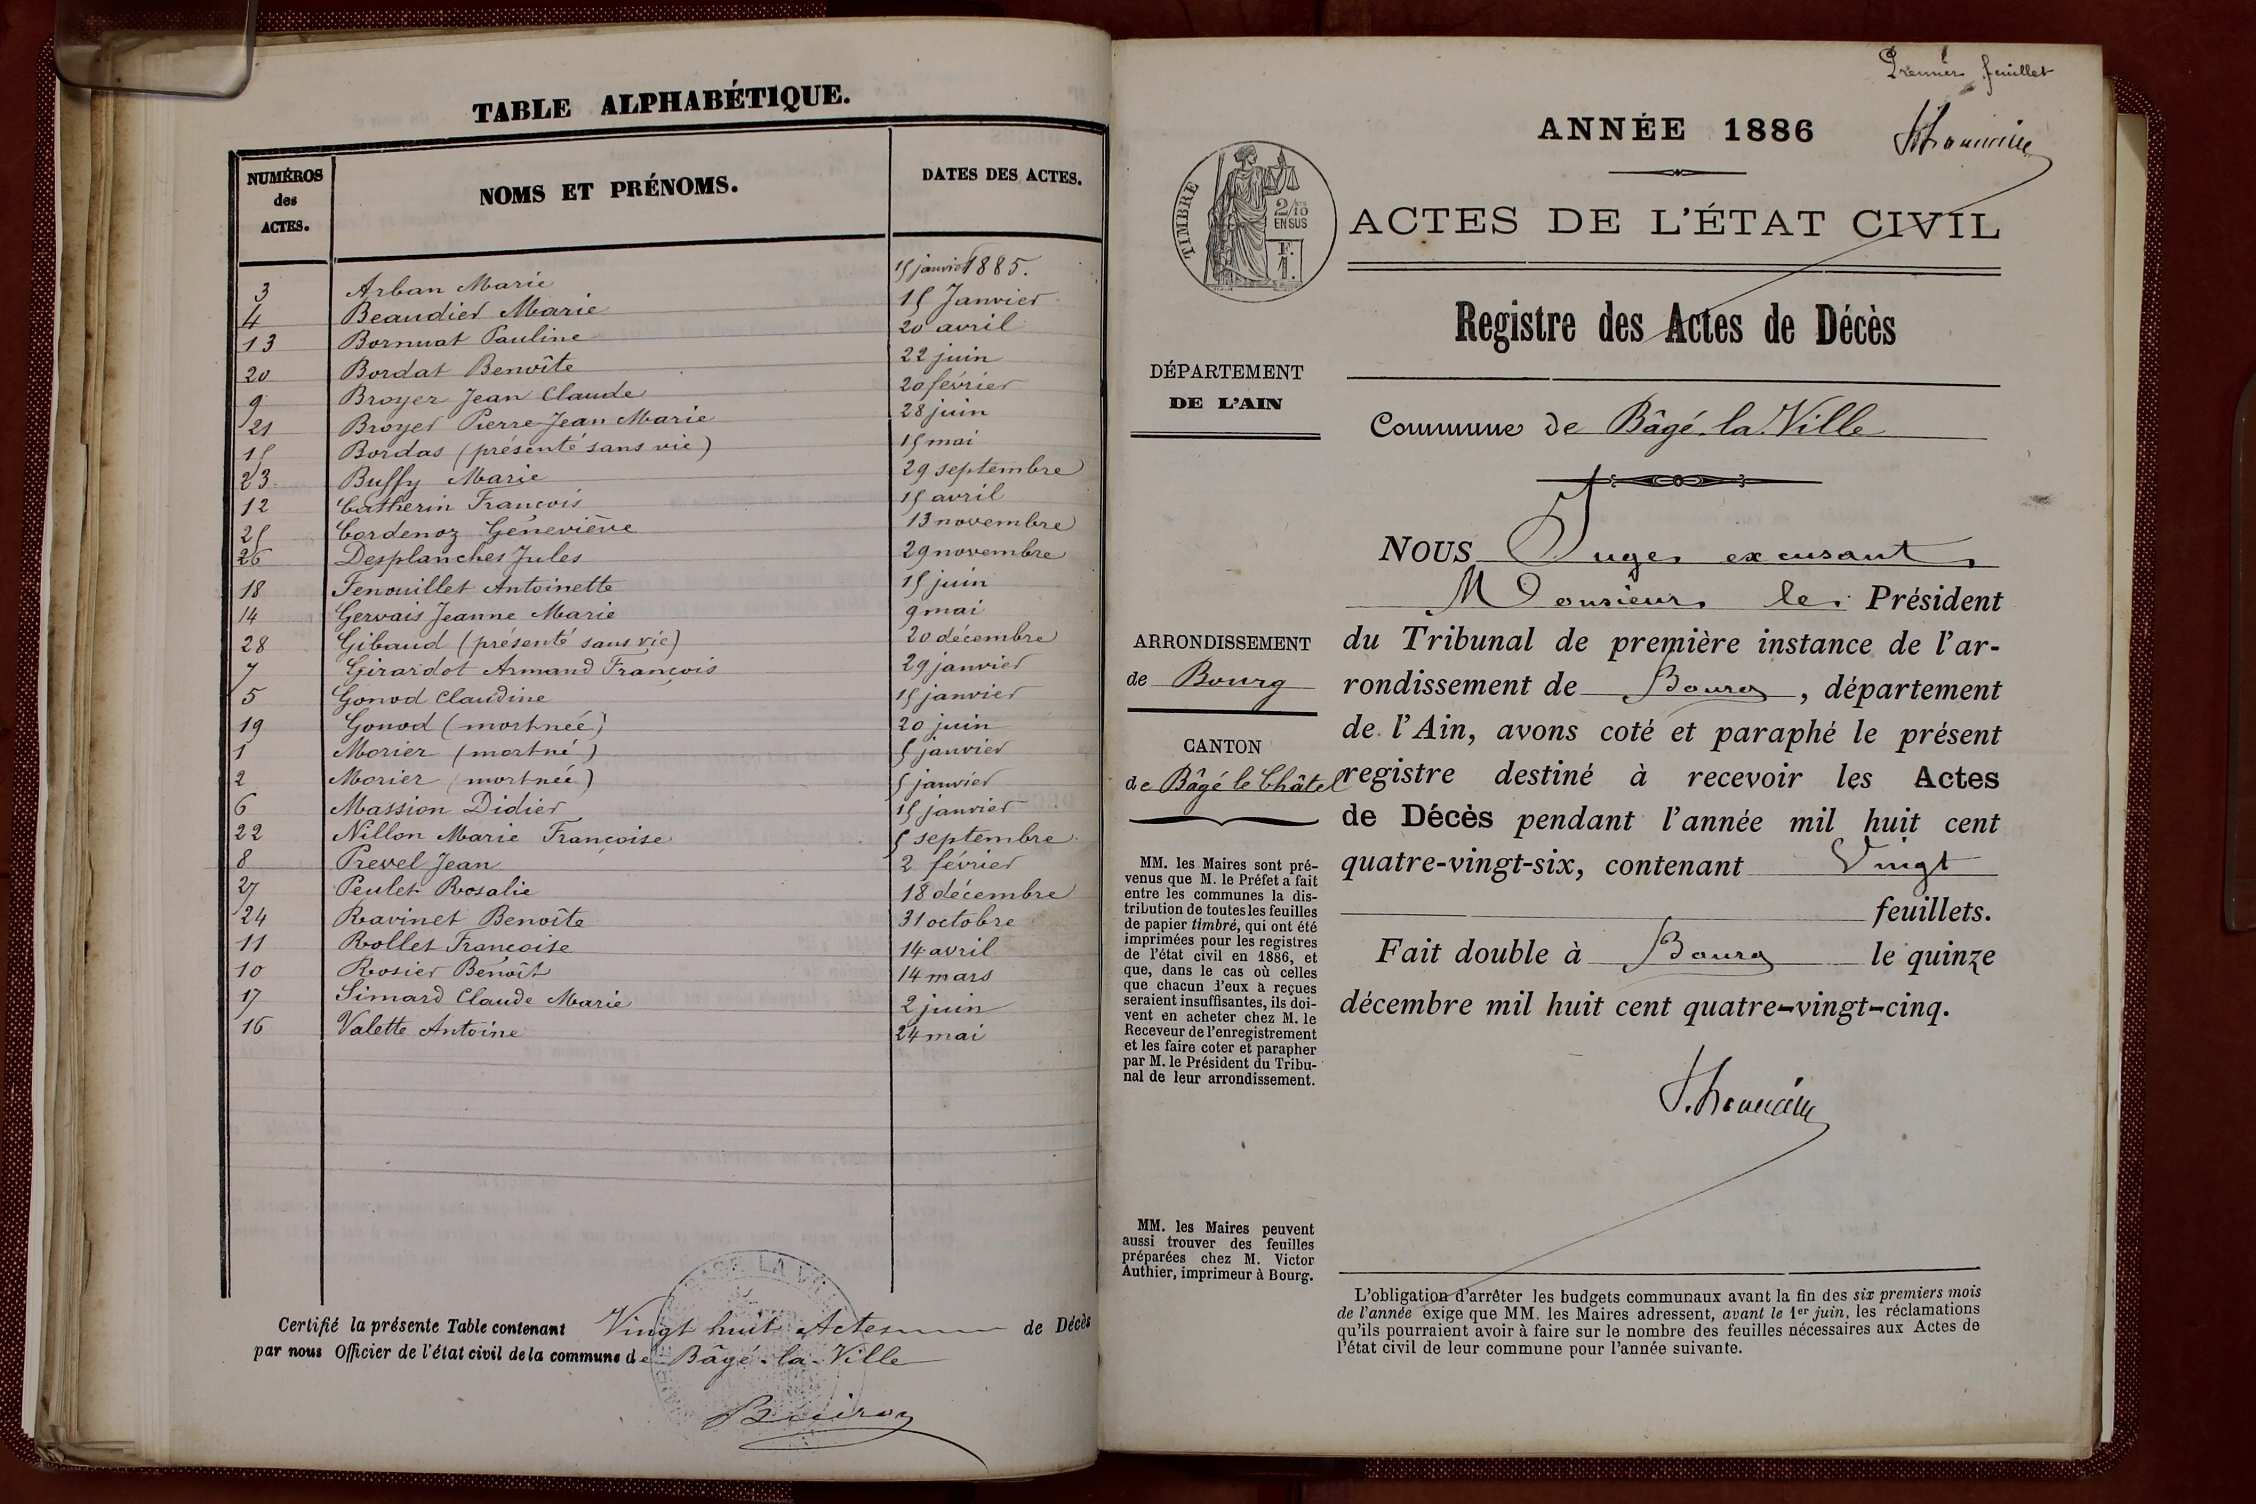 TABLE ALPHABÉTIQUE.
NUMÉROS des ACTES. NOMS ET PRÉNOMS. DATES DES ACTES.
3 Arban Marie 15 janvier 1885.
4 Beaudier Marie 15 Janvier
13 Bornuat Pauline 20 avril
20 Bordat Benoîte 22 juin
9 Broyer Jean Claude 20 février
21 Broyer Pierre Jean Marie 28 juin
15 Bordas (présenté sans vie) 15 mai
23 Buffy Marie 29 septembre
12 Catherin François 15 avril
25 Cordenoz Géneviève 13 novembre
26 Desplanches Jules 29 novembre
18 Fenouillet Antoinette 15 juin
14 Gervais Jeanne Marie 9 mai
28 Gibaud (présenté sans vie) 20 décembre
7 Girardot Armand François 29 janvier
5 Gonod Claudine 15 janvier
19 Gonod (mortnée) 20 juin
1 Morier (mortné) 5 janvier
2 Morier (mortnée) 5 janvier
6 Massion Didier 15 janvier
22 Nillon Marie Françoise 5 septembre
8 Prevel Jean 2 février
27 Peulet Rosalie 18 décembre
24 Ravinet Benoîte 31 octobre
11 Rollet Françoise 14 avril
10 Rosier Benoît 14 mars
17 Simard Claude Marie 2 juin
16 Valette Antoine 24 mai
Certifié la présente Table contenant Vingt huit Actes de Décès
par nous Officier de l'état civil de la commune de Bâgé-la-Ville
Premier feuillet
ANNÉE 1886
TIMBRE
2/10
EN SUS
F.
1.
ACTES DE L'ÉTAT CIVIL
Registre des Actes de Décès
DÉPARTEMENT
DE L'AIN
Commune de Bâgé-la-Ville
ARRONDISSEMENT
de Bourg
CANTON
de Bâgé le Châtel
MM. les Maires sont pré-
venus que M. le Préfet a fait
entre les communes la dis-
tribution de toutes les feuilles
de papier timbré, qui ont été
imprimées pour les registres
de l'état civil en 1886, et
que, dans le cas où celles
que chacun d'eux a reçues
seraient insuffisantes, ils doi-
vent en acheter chez M. le
Receveur de l'enregistrement
et les faire coter et parapher
par M. le Président du Tribu-
nal de leur arrondissement.
MM. les Maires peuvent
aussi trouver des feuilles
préparées chez M. Victor
Authier, imprimeur à Bourg.
NOUS Juge excusant
Monsieur le Président
du Tribunal de première instance de l'ar-
rondissement de Bourg, département
de l'Ain, avons coté et paraphé le présent
registre destiné à recevoir les Actes
de Décès pendant l'année mil huit cent
quatre-vingt-six, contenant Vingt
feuillets.
Fait double à Bourg le quinze
décembre mil huit cent quatre-vingt-cinq.
L'obligation d'arrêter les budgets communaux avant la fin des six premiers mois
de l'année exige que MM. les Maires adressent, avant le 1er juin, les réclamations
qu'ils pourraient avoir à faire sur le nombre des feuilles nécessaires aux Actes de
l'état civil de leur commune pour l'année suivante.